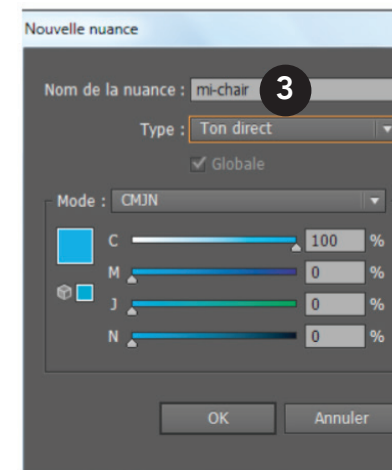 Nouvelle nuance
Nom de la nuance : mi-chair 3
Type : Ton direct
Globale
Mode : CMJN
C 100 %
M 0 %
J 0 %
N 0 %
OK Annuler